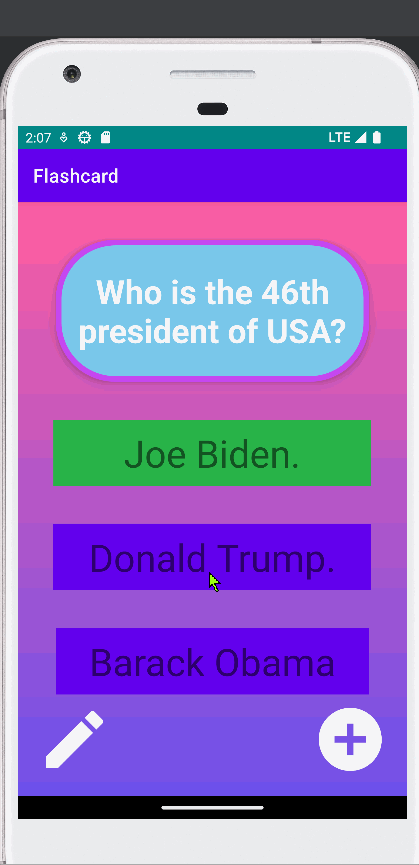 2:07 LTE
Flashcard
Who is the 46th
president of USA?
Joe Biden.
Donald Trump.
Barack Obama